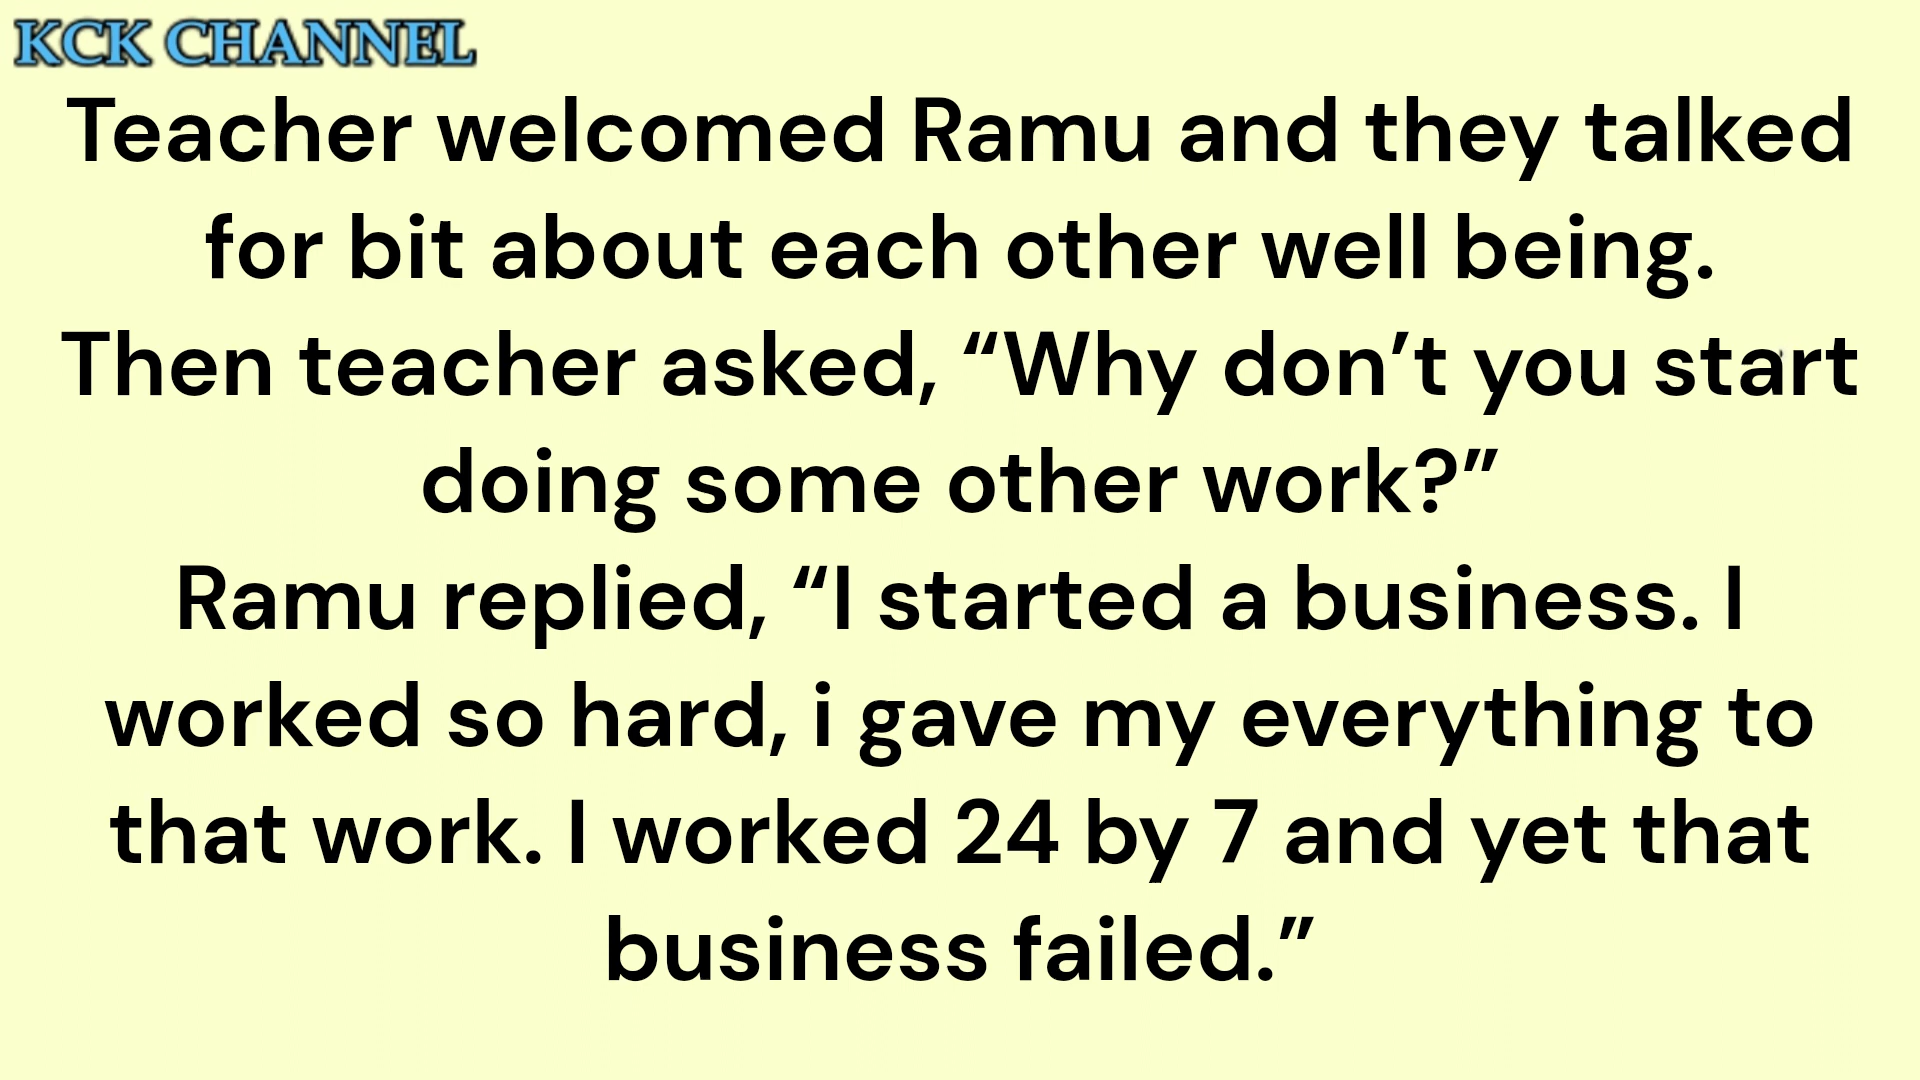 KCK CHANNEL
Teacher welcomed Ramu and they talked
for bit about each other well being.
Then teacher asked, “Why don’t you start
doing some other work?”
Ramu replied, “I started a business. I
worked so hard, i gave my everything to
that work. I worked 24 by 7 and yet that
business failed.”